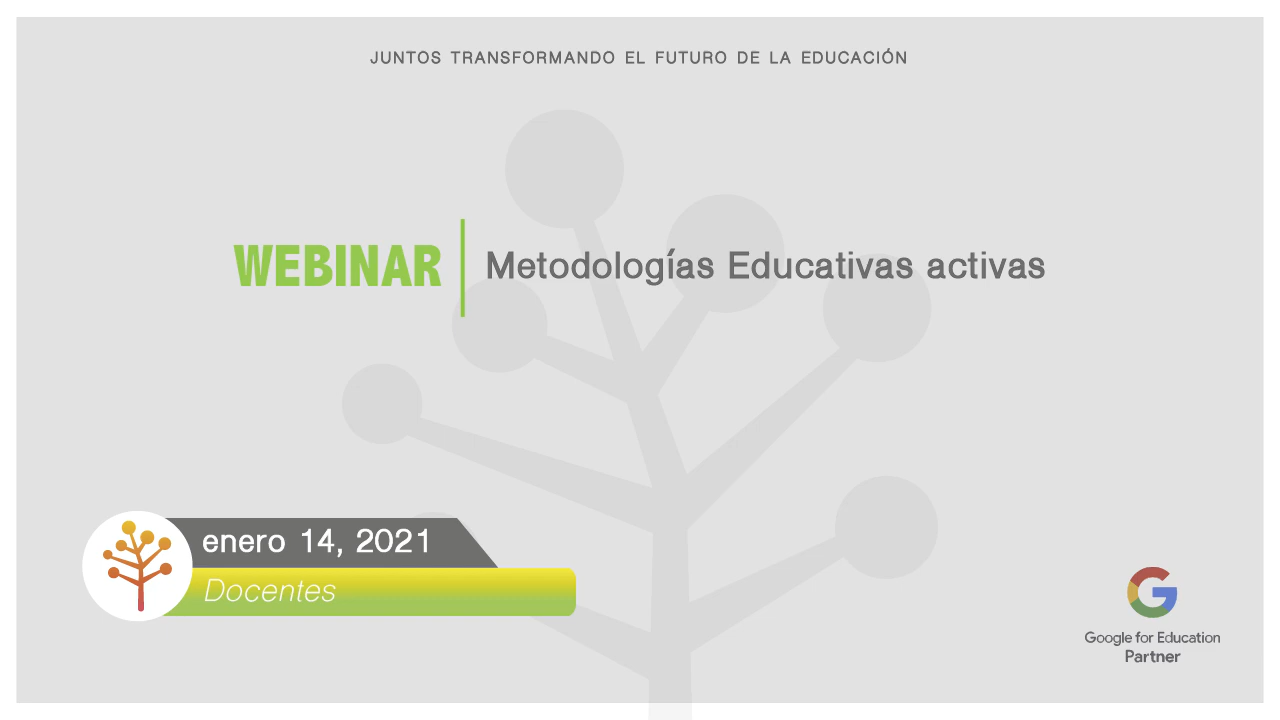 JUNTOS TRANSFORMANDO EL FUTURO DE LA EDUCACIÓN
WEBINAR
Metodologías Educativas activas
enero 14, 2021
Docentes
Google for Education
Partner